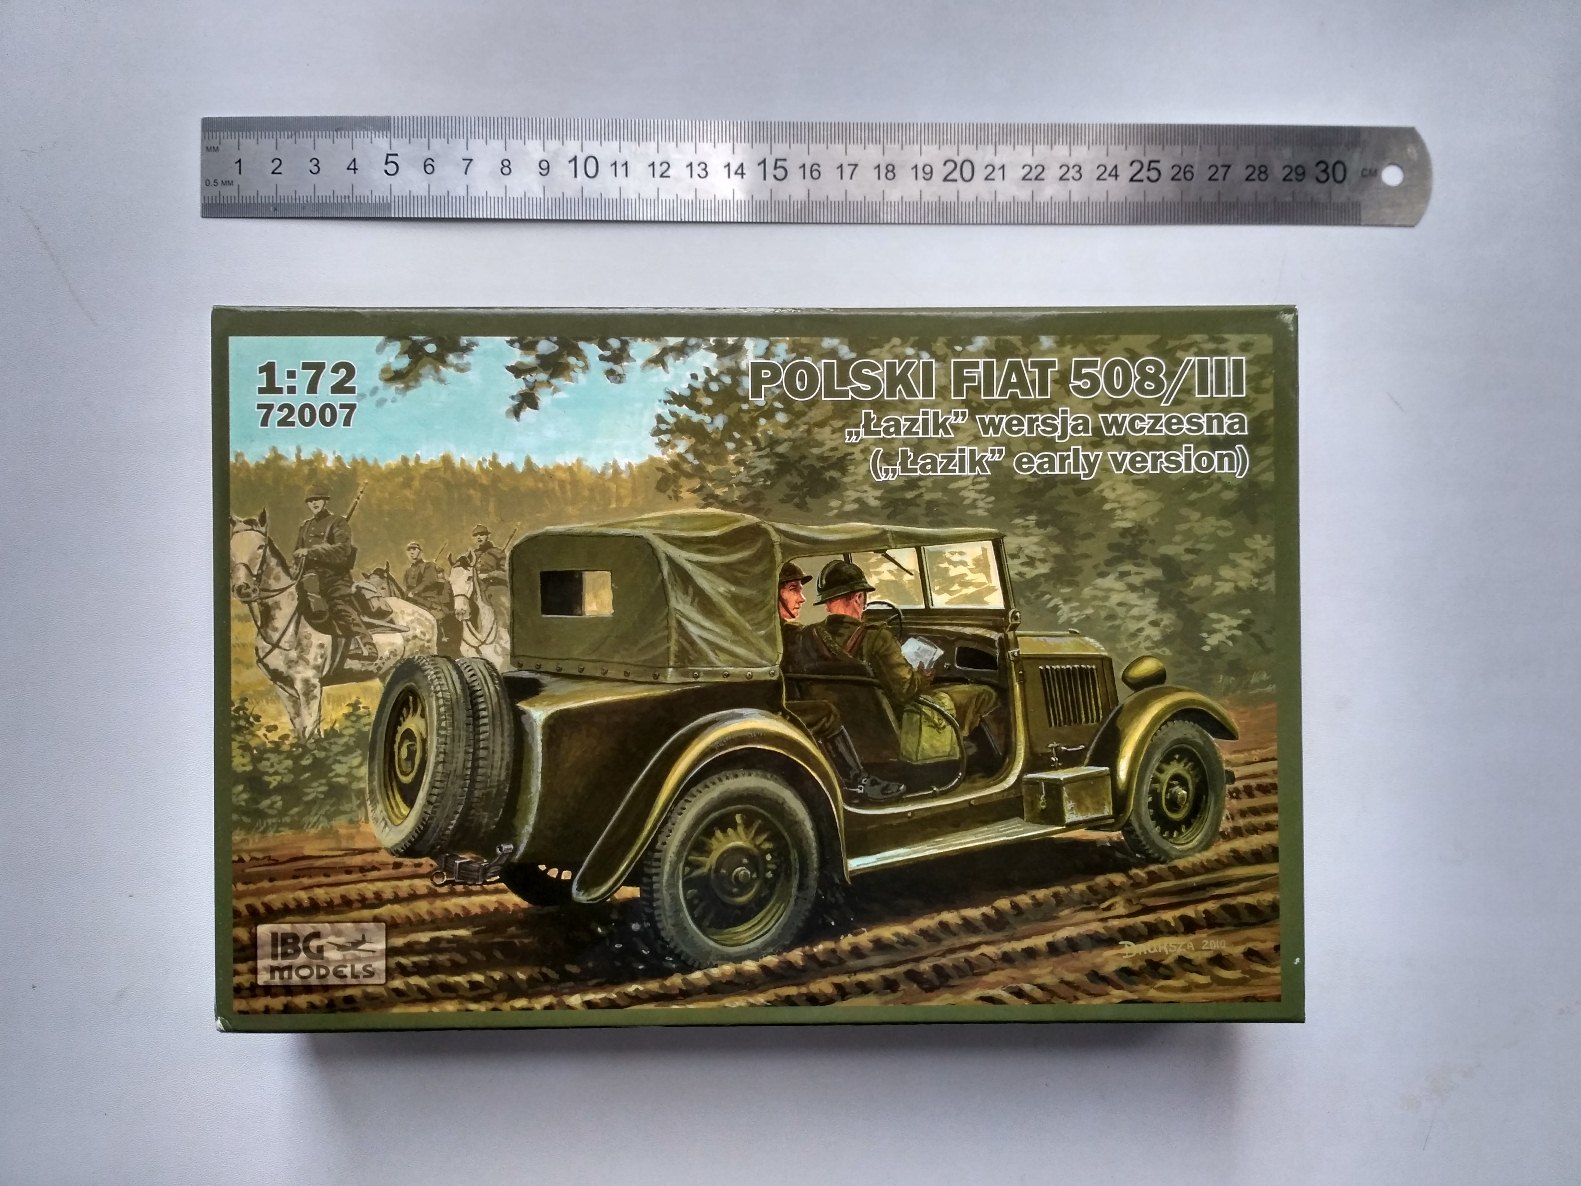 MM
1 2 3 4 5 6 7 8 9 10 11 12 13 14 15 16 17 18 19 20 21 22 23 24 25 26 27 28 29 30 CM
0.5 MM
1:72
72007
POLSKI FIAT 508/III
„Łazik” wersja wczesna
(„Łazik” early version)
IBG
MODELS